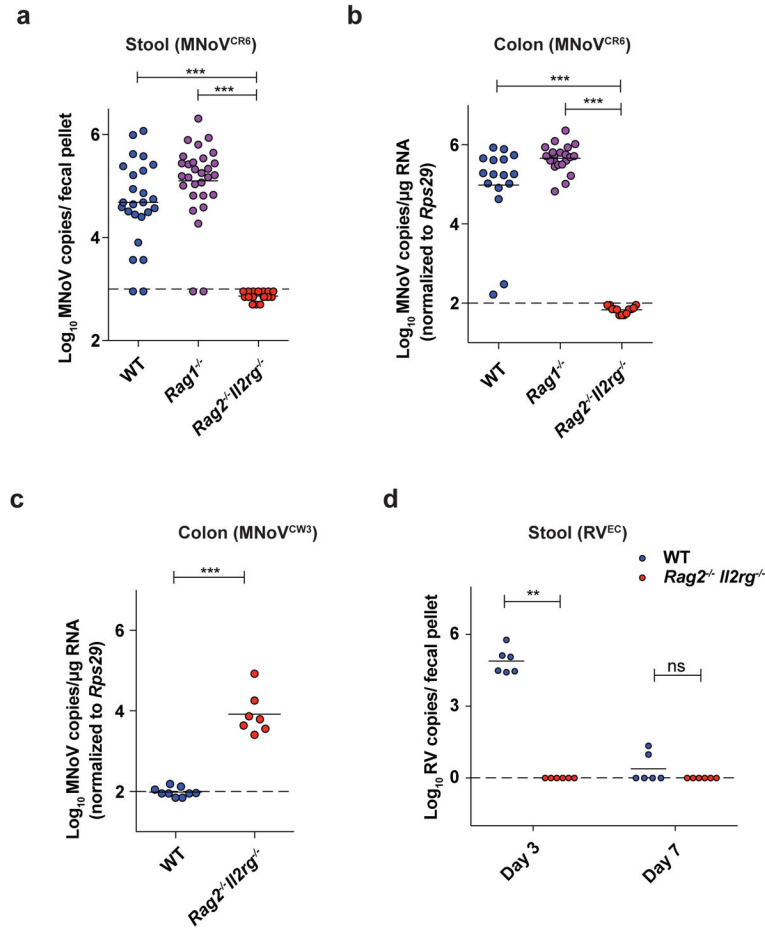 a
Stool (MNoV^CR6)
***
***
Log10 MNoV copies/ fecal pellet
6
4
2
WT
Rag1-/-
Rag2-/-Il2rg-/-
b
Colon (MNoV^CR6)
***
***
Log10 MNoV copies/µg RNA
(normalized to Rps29)
6
4
2
WT
Rag1-/-
Rag2-/-Il2rg-/-
c
Colon (MNoV^CW3)
***
Log10 MNoV copies/µg RNA
(normalized to Rps29)
6
4
2
WT
Rag2-/-Il2rg-/-
d
Stool (RV^EC)
WT
Rag2-/- Il2rg-/-
**
ns
Log10 RV copies/ fecal pellet
6
3
0
Day 3
Day 7